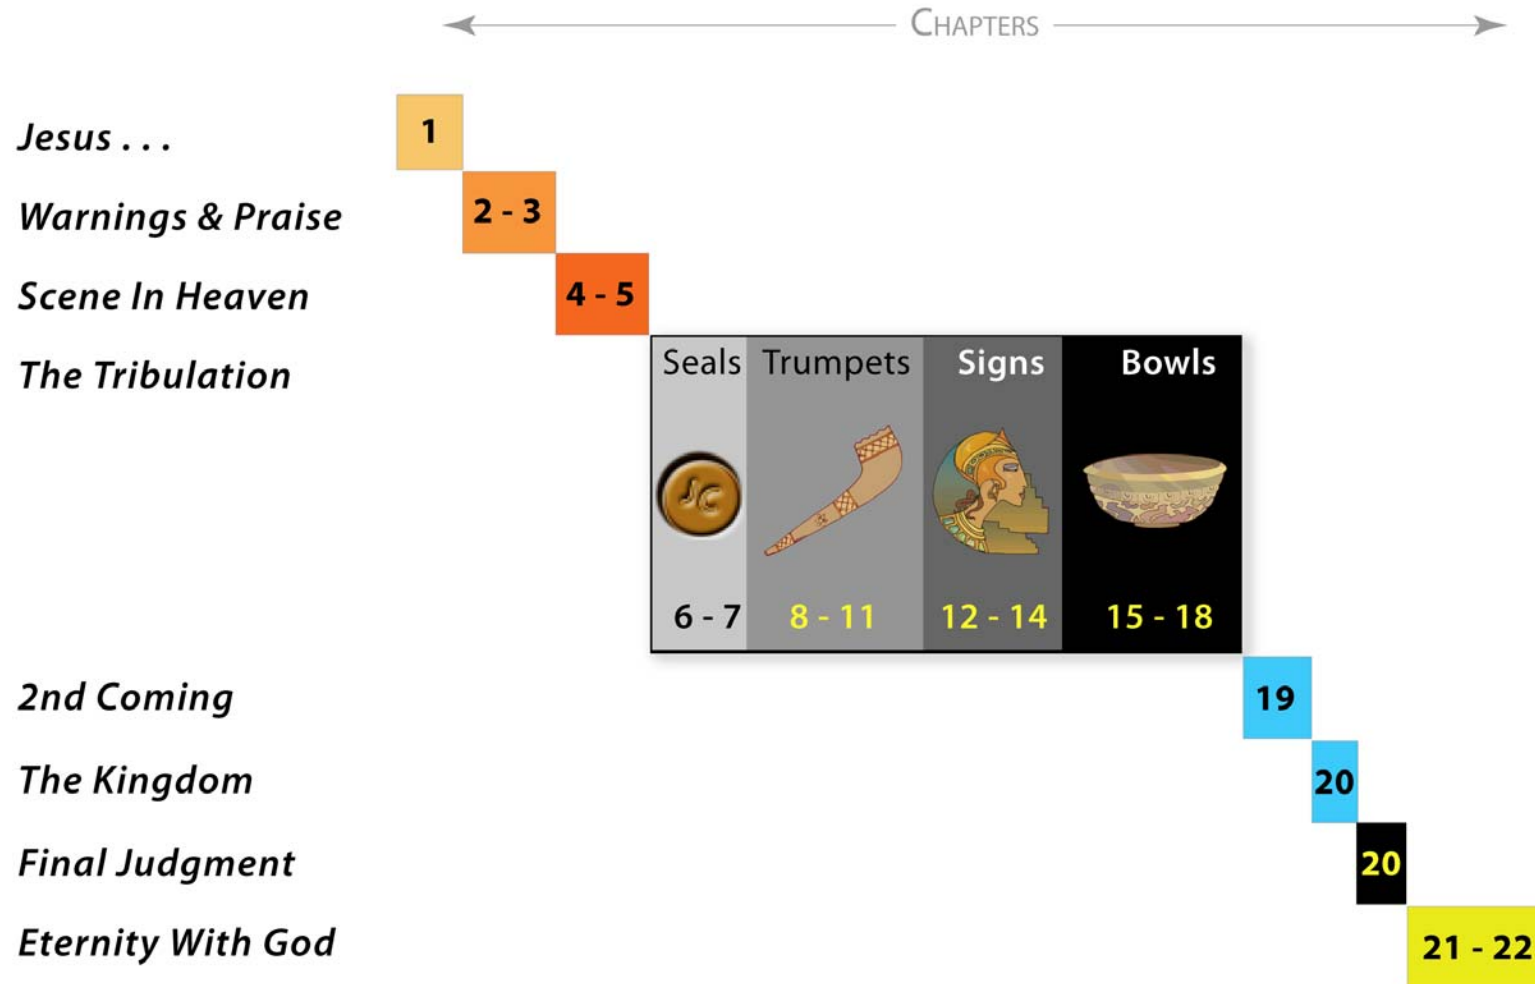 CHAPTERS
Jesus . . .
1
Warnings & Praise
2 - 3
Scene In Heaven
4 - 5
The Tribulation
Seals Trumpets Signs Bowls
JC
6 - 7 8 - 11 12 - 14 15 - 18
2nd Coming
19
The Kingdom
20
Final Judgment
20
Eternity With God
21 - 22